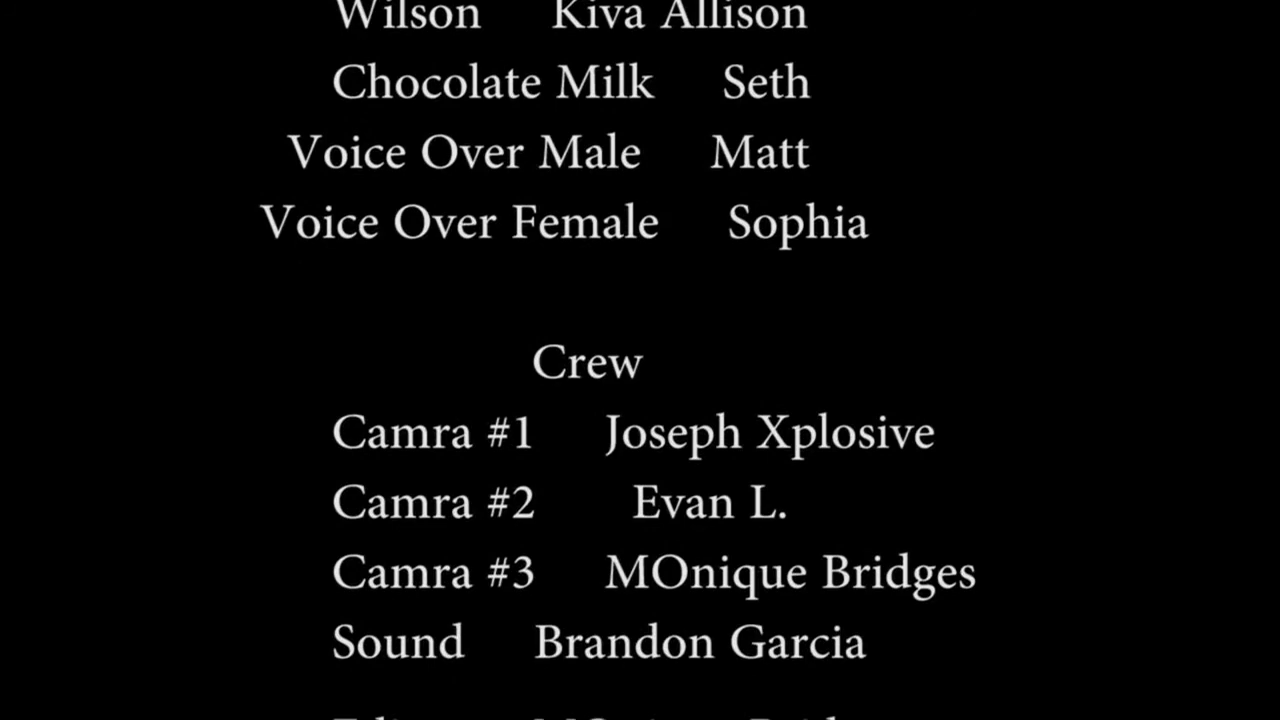 Wilson Kiva Allison
Chocolate Milk Seth
Voice Over Male Matt
Voice Over Female Sophia
Crew
Camra #1 Joseph Xplosive
Camra #2 Evan L.
Camra #3 MOnique Bridges
Sound Brandon Garcia